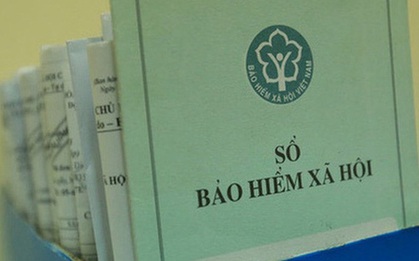 BẢO HIỂM XÃ HỘI VIỆT NAM
SỔ
BẢO HIỂM XÃ HỘI